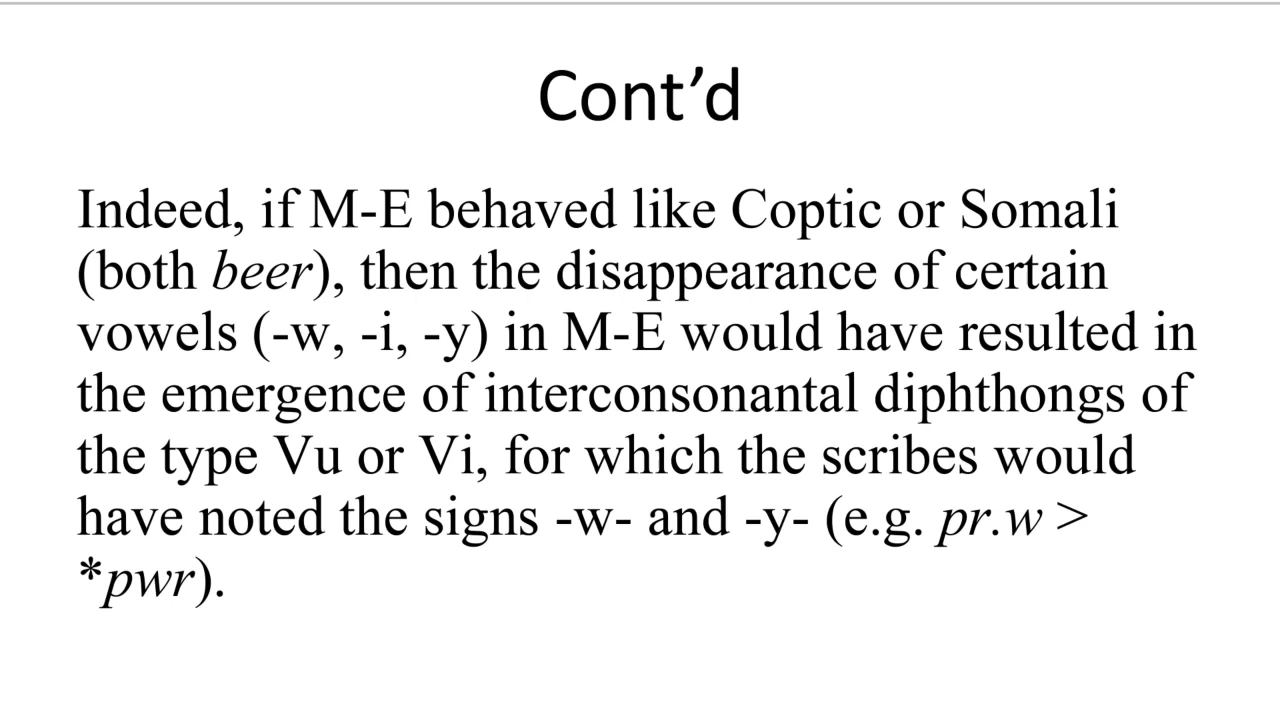 Cont’d
Indeed, if M-E behaved like Coptic or Somali
(both beer), then the disappearance of certain
vowels (-w, -i, -y) in M-E would have resulted in
the emergence of interconsonantal diphthongs of
the type Vu or Vi, for which the scribes would
have noted the signs -w- and -y- (e.g. pr.w >
*pwr).